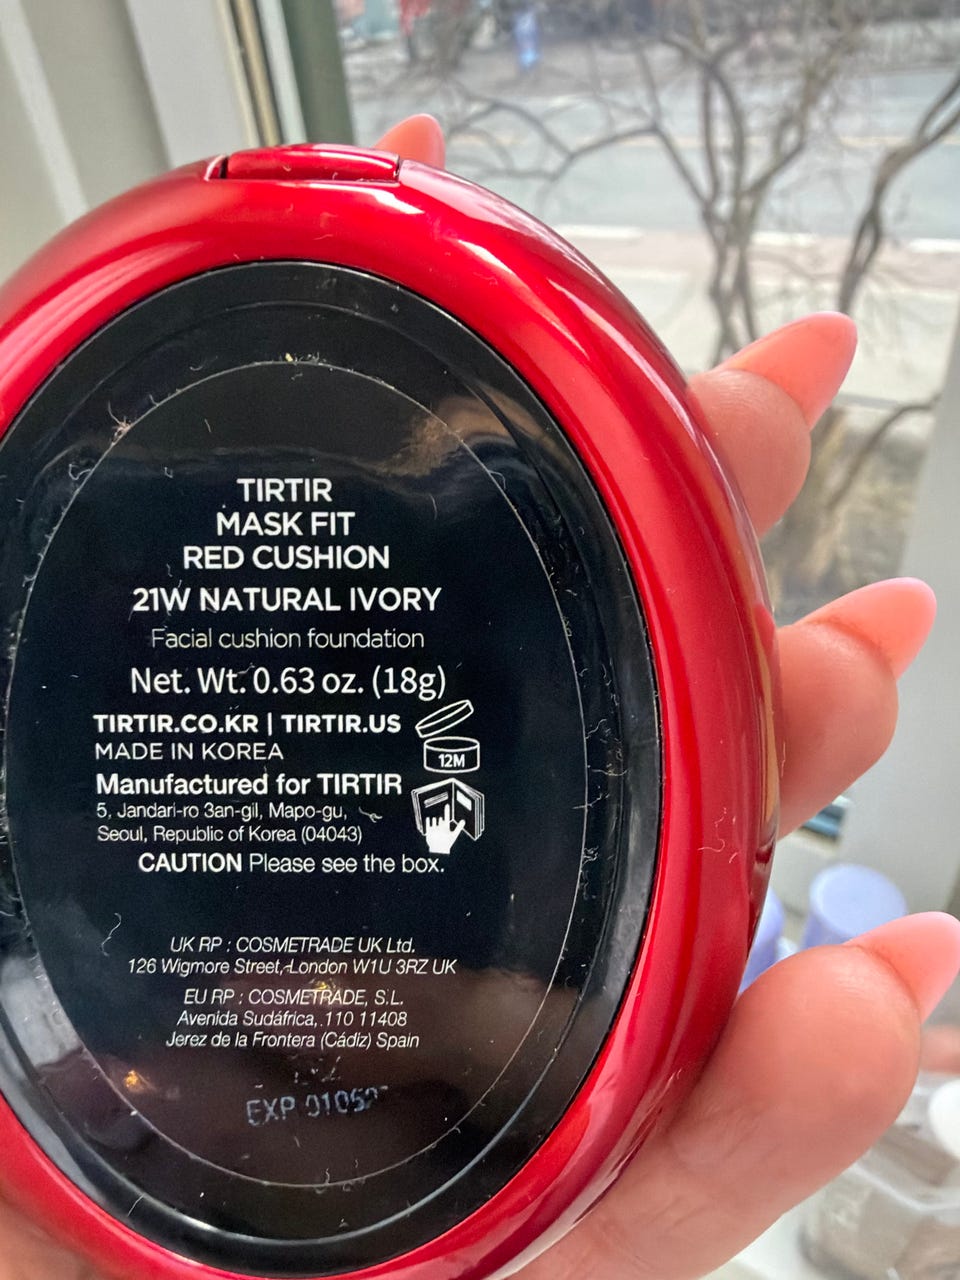 TIRTIR
MASK FIT
RED CUSHION
21W NATURAL IVORY
Facial cushion foundation
Net. Wt. 0.63 oz. (18g)
TIRTIR.CO.KR | TIRTIR.US
MADE IN KOREA
12M
Manufactured for TIRTIR
5, Jandari-ro 3an-gil, Mapo-gu,
Seoul, Republic of Korea (04043)
CAUTION Please see the box.
UK RP : COSMETRADE UK Ltd.
126 Wigmore Street, London W1U 3RZ UK
EU RP : COSMETRADE, S.L.
Avenida Sudáfrica, 110 11408
Jerez de la Frontera (Cádiz) Spain
EXP